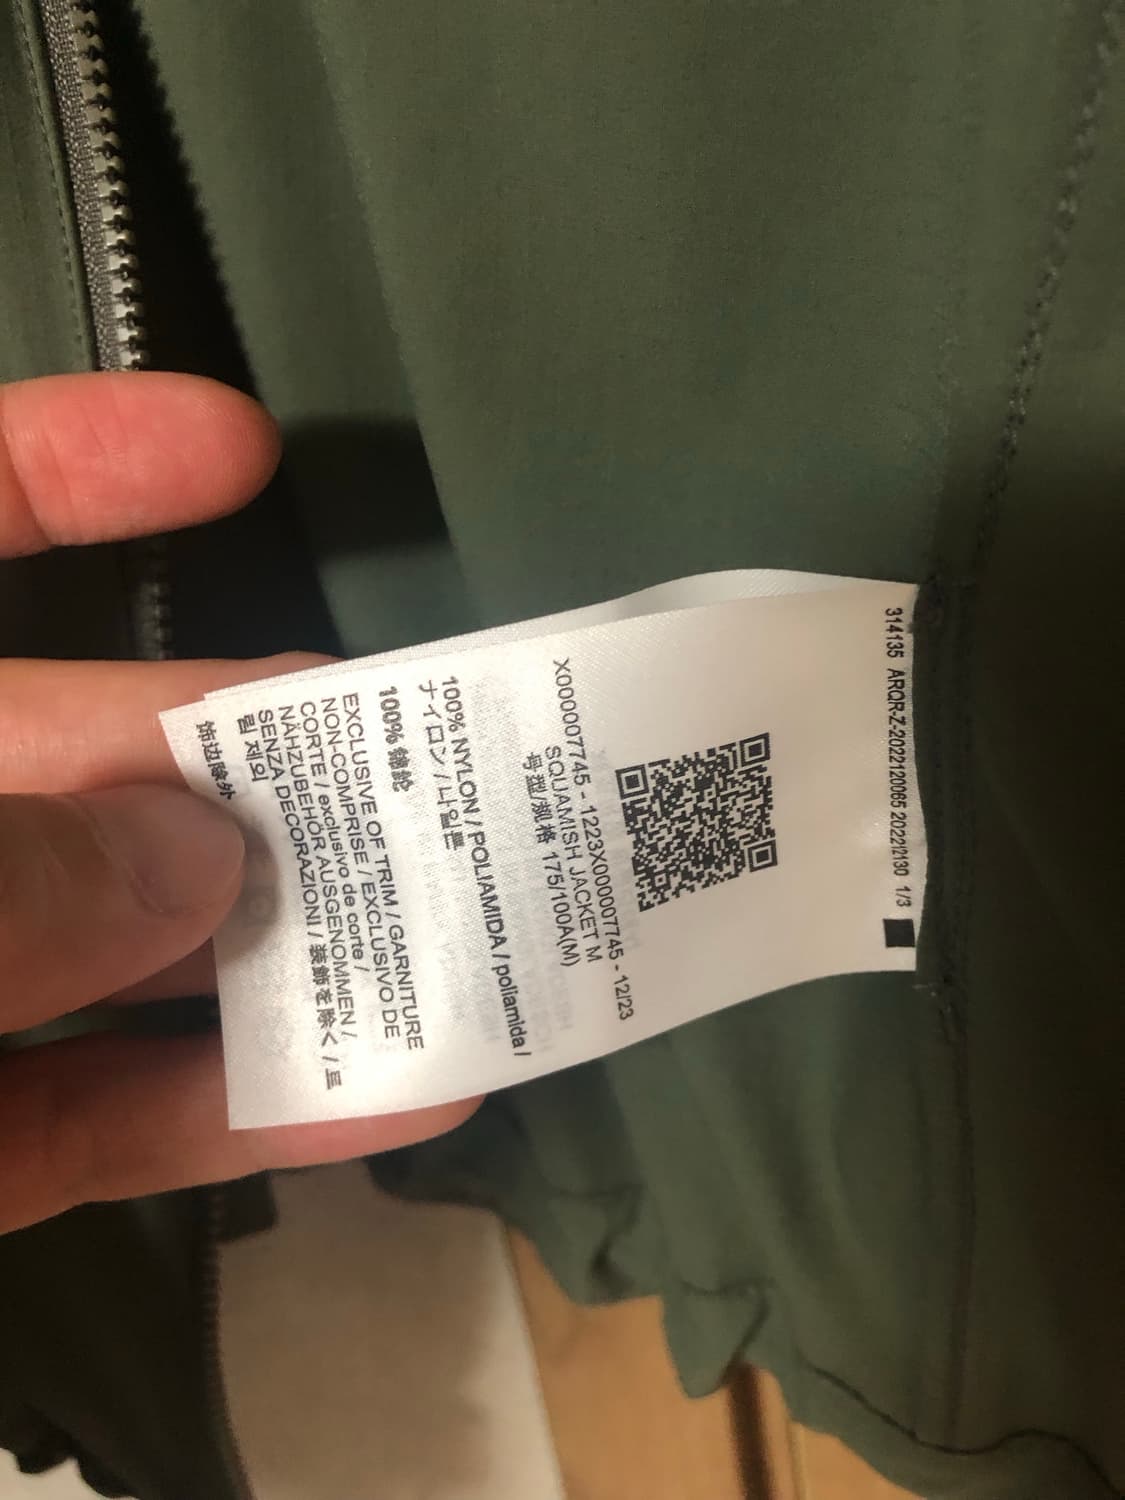 314135 ARQR-Z-2022120065 202212130 1/3
X000007745 - 1223X000007745 - 12/23
SQUAMISH JACKET M
号型/规格 175/100A(M)
100% NYLON / POLIAMIDA / poliamida /
ナイロン / 나일론
100% 锦纶
EXCLUSIVE OF TRIM / GARNITURE
NON-COMPRISE / EXCLUSIVO DE
CORTE / exclusivo de corte /
NÄHZUBEHÖR AUSGENOMMEN /
SENZA DECORAZIONI / 装飾を除く / 트
림 제외
饰边除外